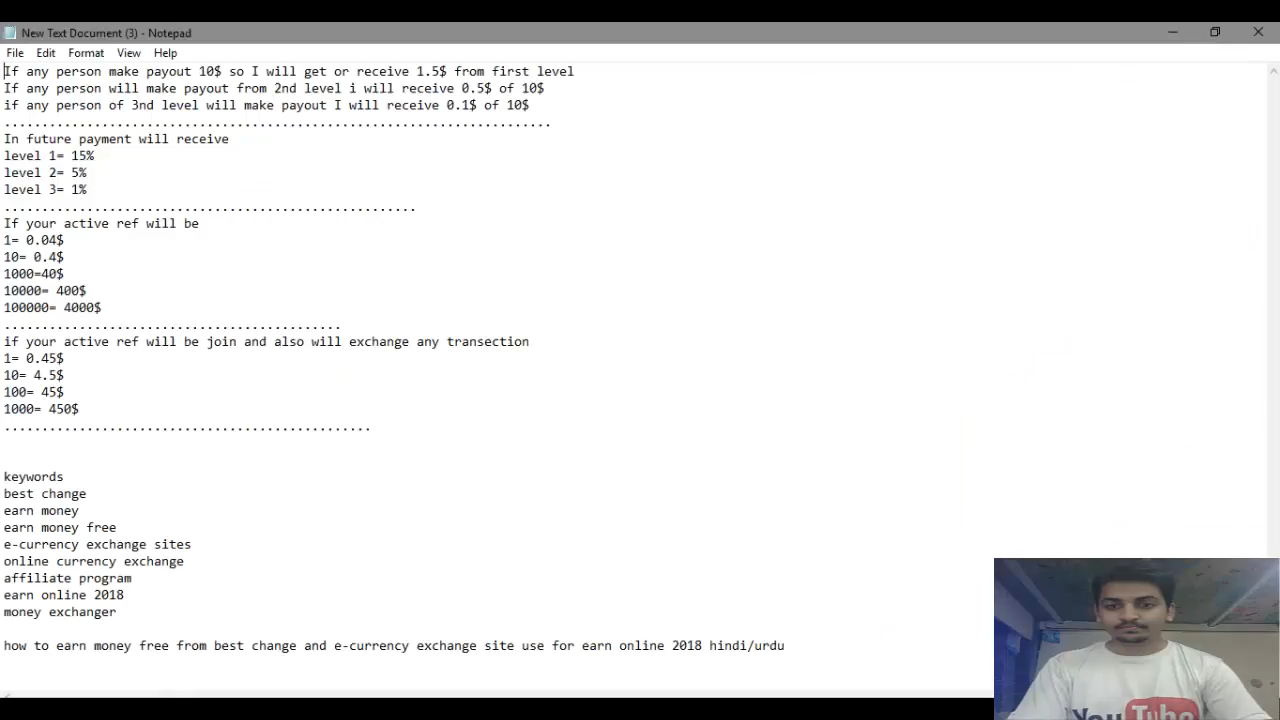 New Text Document (3) - Notepad
File Edit Format View Help
If any person make payout 10$ so I will get or receive 1.5$ from first level
If any person will make payout from 2nd level i will receive 0.5$ of 10$
if any person of 3nd level will make payout I will receive 0.1$ of 10$
.........................................................................
In future payment will receive
level 1= 15%
level 2= 5%
level 3= 1%
.......................................................
If your active ref will be
1= 0.04$
10= 0.4$
1000=40$
10000= 400$
100000= 4000$
.............................................
if your active ref will be join and also will exchange any transection
1= 0.45$
10= 4.5$
100= 45$
1000= 450$
.................................................
keywords
best change
earn money
earn money free
e-currency exchange sites
online currency exchange
affiliate program
earn online 2018
money exchanger
how to earn money free from best change and e-currency exchange site use for earn online 2018 hindi/urdu
YouTube